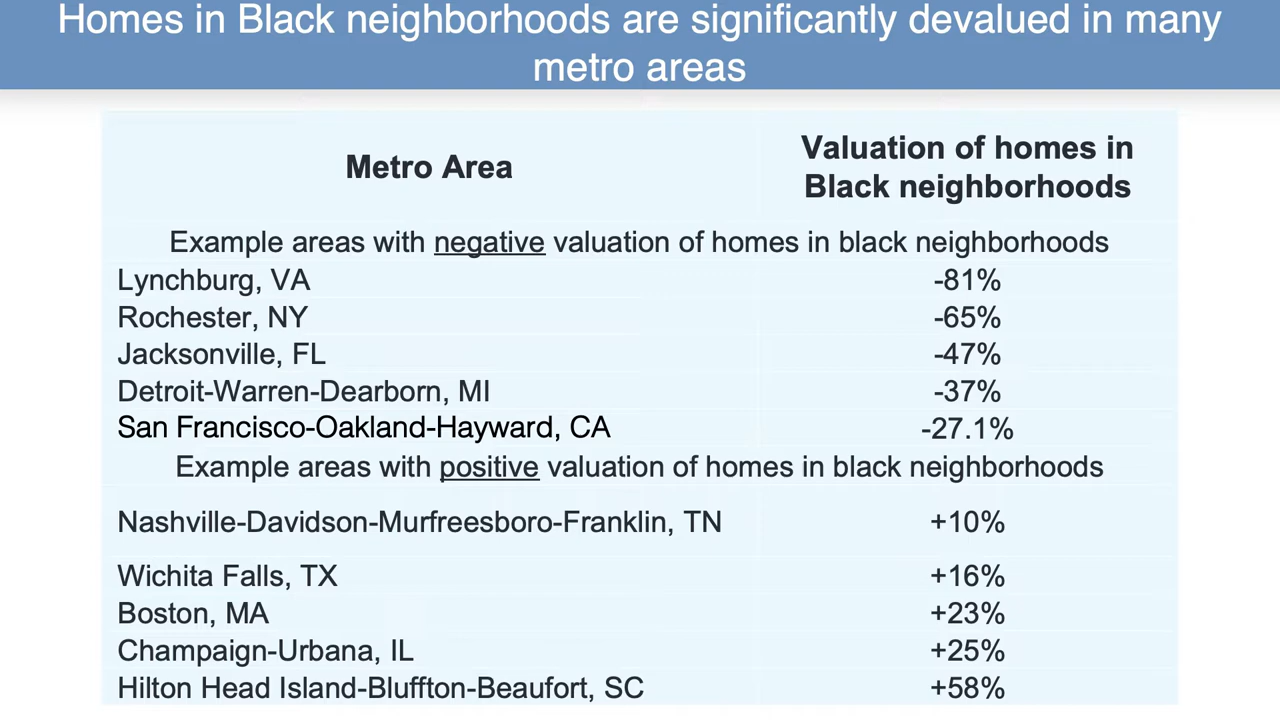 Homes in Black neighborhoods are significantly devalued in many
metro areas
Metro Area
Valuation of homes in
Black neighborhoods
Example areas with negative valuation of homes in black neighborhoods
Lynchburg, VA -81%
Rochester, NY -65%
Jacksonville, FL -47%
Detroit-Warren-Dearborn, MI -37%
San Francisco-Oakland-Hayward, CA -27.1%
Example areas with positive valuation of homes in black neighborhoods
Nashville-Davidson-Murfreesboro-Franklin, TN +10%
Wichita Falls, TX +16%
Boston, MA +23%
Champaign-Urbana, IL +25%
Hilton Head Island-Bluffton-Beaufort, SC +58%